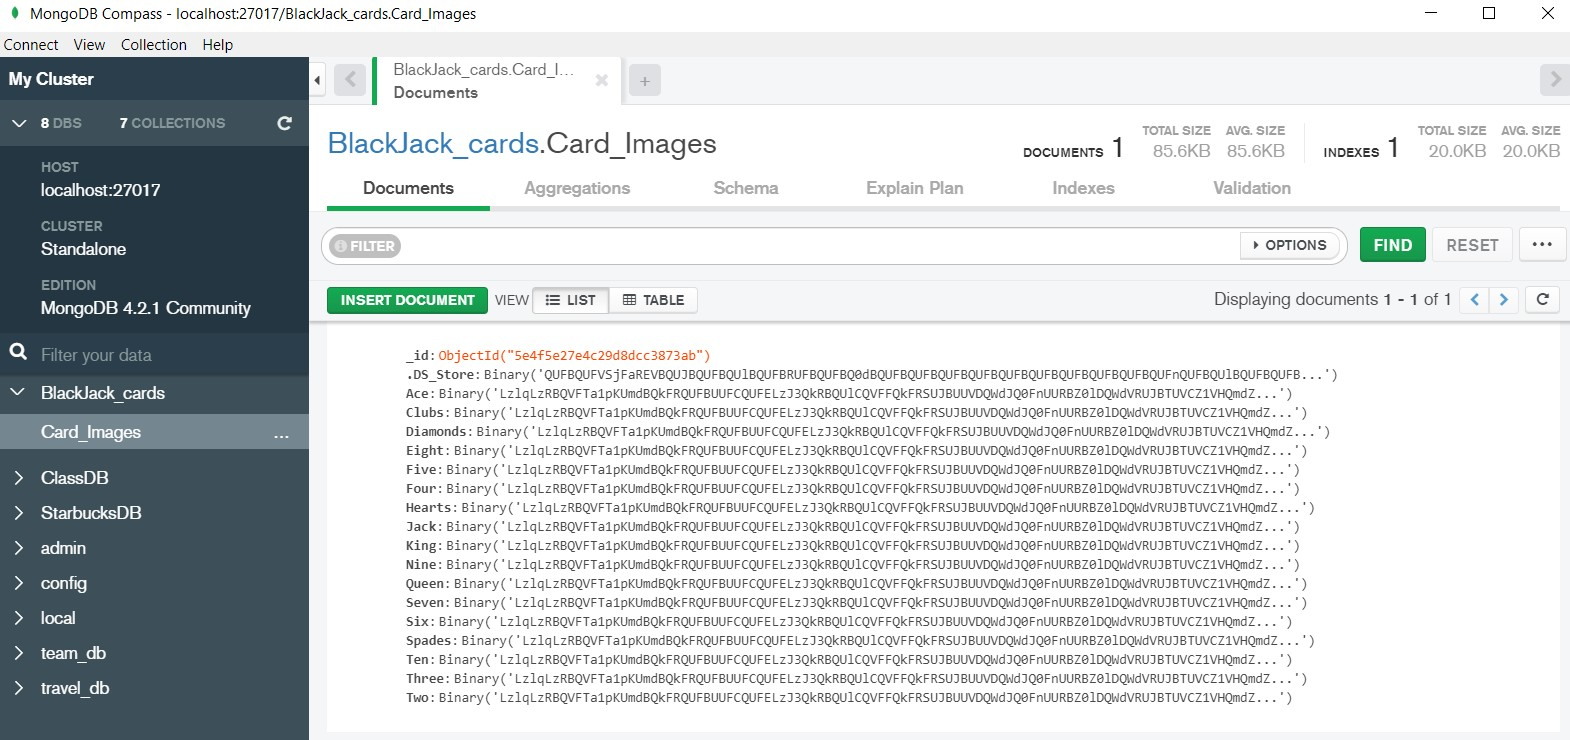 MongoDB Compass - localhost:27017/BlackJack_cards.Card_Images
Connect View Collection Help
My Cluster
8 DBS 7 COLLECTIONS
HOST
localhost:27017
CLUSTER
Standalone
EDITION
MongoDB 4.2.1 Community
Filter your data
BlackJack_cards
Card_Images ...
ClassDB
StarbucksDB
admin
config
local
team_db
travel_db
BlackJack_cards.Card_I...
Documents
BlackJack_cards.Card_Images
DOCUMENTS 1 TOTAL SIZE 85.6KB AVG. SIZE 85.6KB
INDEXES 1 TOTAL SIZE 20.0KB AVG. SIZE 20.0KB
Documents Aggregations Schema Explain Plan Indexes Validation
FILTER OPTIONS FIND RESET ...
INSERT DOCUMENT VIEW LIST TABLE Displaying documents 1 - 1 of 1
_id: ObjectId("5e4f5e27e4c29d8dcc3873ab")
.DS_Store: Binary('QUFBQUFVSjFaREVBQUJBQUFBQUlBQUFBRUFBQUFBQ0dBQUFBQUFBQUFBQUFBQUFBQUFBQUFBQUFBQUFnQUFBQUlBQUFBQUFB...')
Ace: Binary('LzlqLzRBQVFTa1pKUmdBQkFRQUFBUUFCQUFELzJ3QkRBQUlCQVFFQkFRSUJBUUVDQWdJQ0FnUURBZ0lDQWdVRUJBTUVCZ1VHQmdZ...')
Clubs: Binary('LzlqLzRBQVFTa1pKUmdBQkFRQUFBUUFCQUFELzJ3QkRBQUlCQVFFQkFRSUJBUUVDQWdJQ0FnUURBZ0lDQWdVRUJBTUVCZ1VHQmdZ...')
Diamonds: Binary('LzlqLzRBQVFTa1pKUmdBQkFRQUFBUUFCQUFELzJ3QkRBQUlCQVFFQkFRSUJBUUVDQWdJQ0FnUURBZ0lDQWdVRUJBTUVCZ1VHQmdZ...')
Eight: Binary('LzlqLzRBQVFTa1pKUmdBQkFRQUFBUUFCQUFELzJ3QkRBQUlCQVFFQkFRSUJBUUVDQWdJQ0FnUURBZ0lDQWdVRUJBTUVCZ1VHQmdZ...')
Five: Binary('LzlqLzRBQVFTa1pKUmdBQkFRQUFBUUFCQUFELzJ3QkRBQUlCQVFFQkFRSUJBUUVDQWdJQ0FnUURBZ0lDQWdVRUJBTUVCZ1VHQmdZ...')
Four: Binary('LzlqLzRBQVFTa1pKUmdBQkFRQUFBUUFCQUFELzJ3QkRBQUlCQVFFQkFRSUJBUUVDQWdJQ0FnUURBZ0lDQWdVRUJBTUVCZ1VHQmdZ...')
Hearts: Binary('LzlqLzRBQVFTa1pKUmdBQkFRQUFBUUFCQUFELzJ3QkRBQUlCQVFFQkFRSUJBUUVDQWdJQ0FnUURBZ0lDQWdVRUJBTUVCZ1VHQmdZ...')
Jack: Binary('LzlqLzRBQVFTa1pKUmdBQkFRQUFBUUFCQUFELzJ3QkRBQUlCQVFFQkFRSUJBUUVDQWdJQ0FnUURBZ0lDQWdVRUJBTUVCZ1VHQmdZ...')
King: Binary('LzlqLzRBQVFTa1pKUmdBQkFRQUFBUUFCQUFELzJ3QkRBQUlCQVFFQkFRSUJBUUVDQWdJQ0FnUURBZ0lDQWdVRUJBTUVCZ1VHQmdZ...')
Nine: Binary('LzlqLzRBQVFTa1pKUmdBQkFRQUFBUUFCQUFELzJ3QkRBQUlCQVFFQkFRSUJBUUVDQWdJQ0FnUURBZ0lDQWdVRUJBTUVCZ1VHQmdZ...')
Queen: Binary('LzlqLzRBQVFTa1pKUmdBQkFRQUFBUUFCQUFELzJ3QkRBQUlCQVFFQkFRSUJBUUVDQWdJQ0FnUURBZ0lDQWdVRUJBTUVCZ1VHQmdZ...')
Seven: Binary('LzlqLzRBQVFTa1pKUmdBQkFRQUFBUUFCQUFELzJ3QkRBQUlCQVFFQkFRSUJBUUVDQWdJQ0FnUURBZ0lDQWdVRUJBTUVCZ1VHQmdZ...')
Six: Binary('LzlqLzRBQVFTa1pKUmdBQkFRQUFBUUFCQUFELzJ3QkRBQUlCQVFFQkFRSUJBUUVDQWdJQ0FnUURBZ0lDQWdVRUJBTUVCZ1VHQmdZ...')
Spades: Binary('LzlqLzRBQVFTa1pKUmdBQkFRQUFBUUFCQUFELzJ3QkRBQUlCQVFFQkFRSUJBUUVDQWdJQ0FnUURBZ0lDQWdVRUJBTUVCZ1VHQmdZ...')
Ten: Binary('LzlqLzRBQVFTa1pKUmdBQkFRQUFBUUFCQUFELzJ3QkRBQUlCQVFFQkFRSUJBUUVDQWdJQ0FnUURBZ0lDQWdVRUJBTUVCZ1VHQmdZ...')
Three: Binary('LzlqLzRBQVFTa1pKUmdBQkFRQUFBUUFCQUFELzJ3QkRBQUlCQVFFQkFRSUJBUUVDQWdJQ0FnUURBZ0lDQWdVRUJBTUVCZ1VHQmdZ...')
Two: Binary('LzlqLzRBQVFTa1pKUmdBQkFRQUFBUUFCQUFELzJ3QkRBQUlCQVFFQkFRSUJBUUVDQWdJQ0FnUURBZ0lDQWdVRUJBTUVCZ1VHQmdZ...')